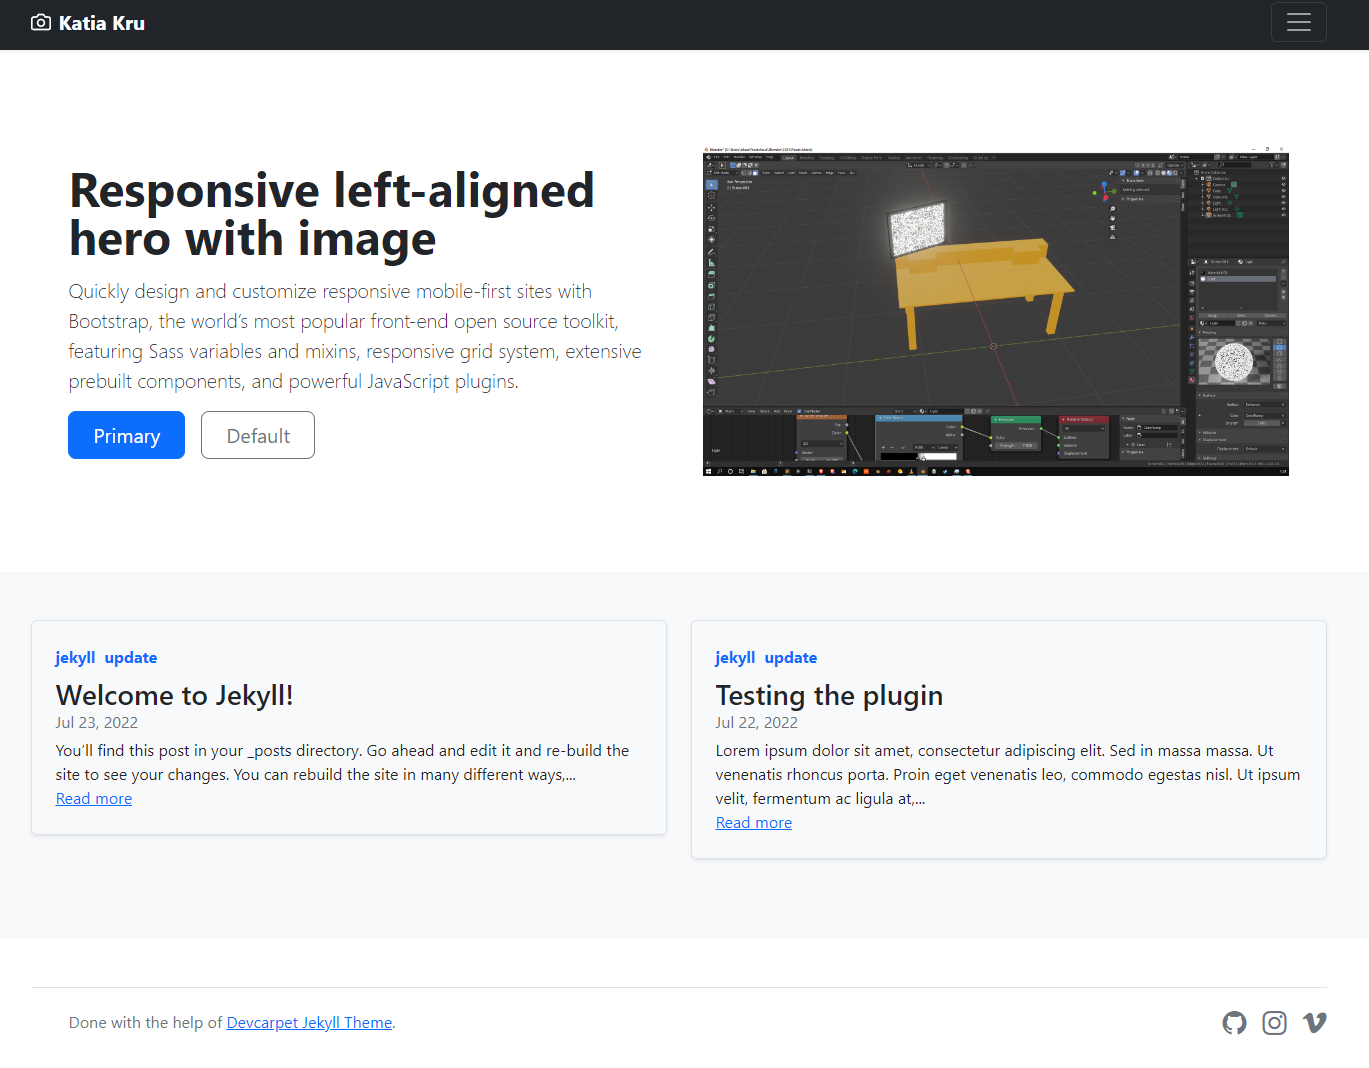 Katia Kru
Responsive left-aligned
hero with image
Quickly design and customize responsive mobile-first sites with
Bootstrap, the world’s most popular front-end open source toolkit,
featuring Sass variables and mixins, responsive grid system, extensive
prebuilt components, and powerful JavaScript plugins.
Primary
Default
jekyll update
Welcome to Jekyll!
Jul 23, 2022
You’ll find this post in your _posts directory. Go ahead and edit it and re-build the
site to see your changes. You can rebuild the site in many different ways,...
Read more
jekyll update
Testing the plugin
Jul 22, 2022
Lorem ipsum dolor sit amet, consectetur adipiscing elit. Sed in massa massa. Ut
venenatis rhoncus porta. Proin eget venenatis leo, commodo egestas nisl. Ut ipsum
velit, fermentum ac ligula at,...
Read more
Done with the help of Devcarpet Jekyll Theme.